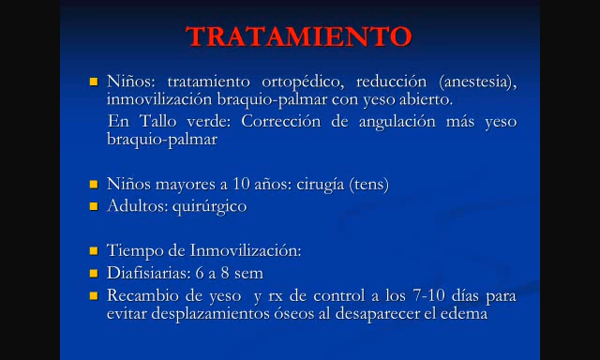 TRATAMIENTO
Niños: tratamiento ortopédico, reducción (anestesia),
inmovilización braquio-palmar con yeso abierto.
En Tallo verde: Corrección de angulación más yeso
braquio-palmar
Niños mayores a 10 años: cirugía (tens)
Adultos: quirúrgico
Tiempo de Inmovilización:
Diafisiarias: 6 a 8 sem
Recambio de yeso y rx de control a los 7-10 días para
evitar desplazamientos óseos al desaparecer el edema